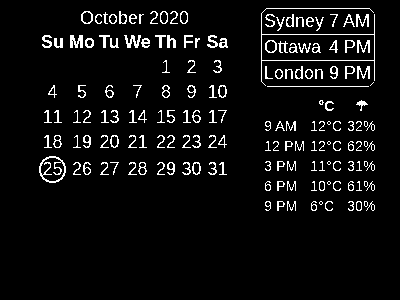 October 2020
Su Mo Tu We Th Fr Sa
1 2 3
4 5 6 7 8 9 10
11 12 13 14 15 16 17
18 19 20 21 22 23 24
25 26 27 28 29 30 31
Sydney 7 AM
Ottawa 4 PM
London 9 PM
°C ☂
9 AM 12°C 32%
12 PM 12°C 62%
3 PM 11°C 31%
6 PM 10°C 61%
9 PM 6°C 30%